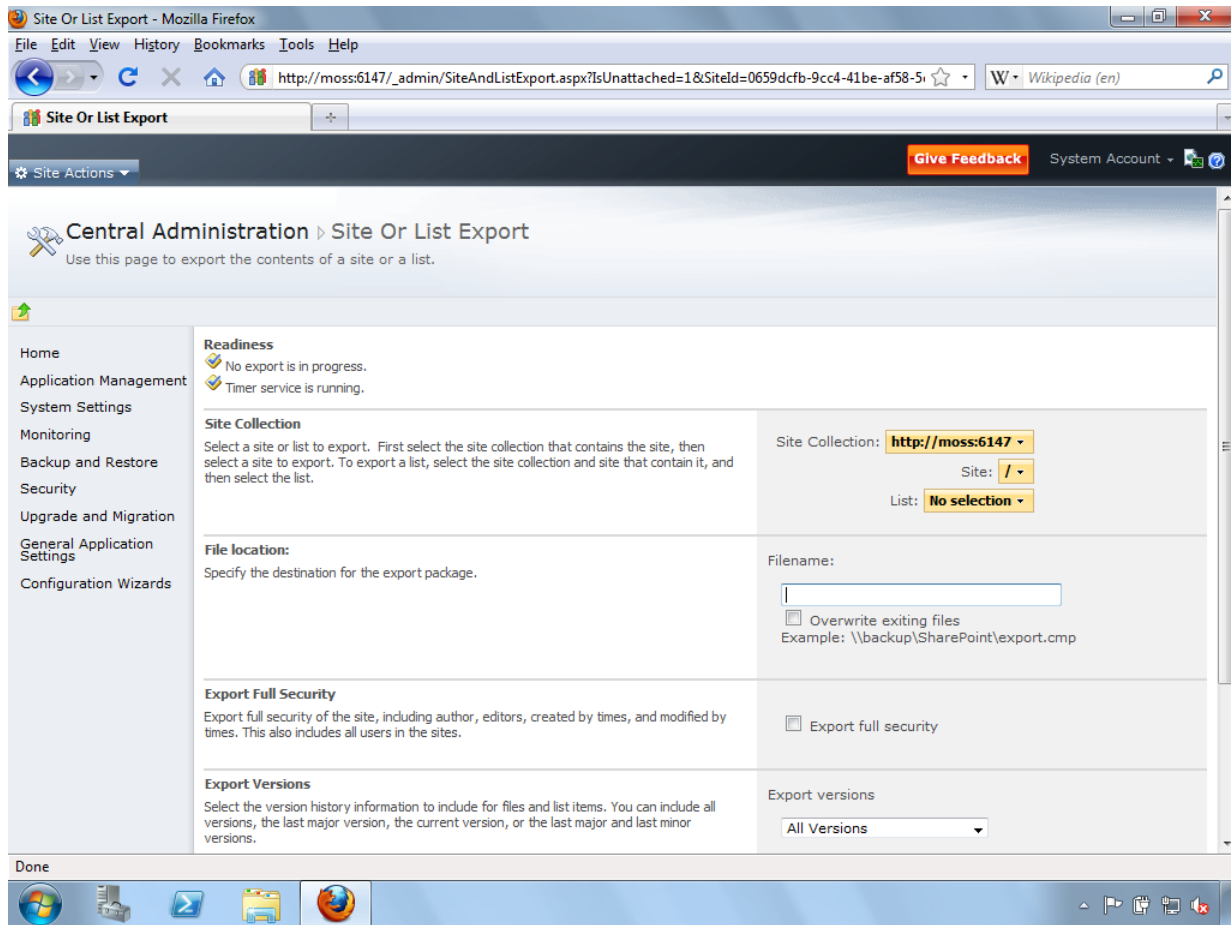 Site Or List Export - Mozilla Firefox
File Edit View History Bookmarks Tools Help
http://moss:6147/_admin/SiteAndListExport.aspx?IsUnattached=1&SiteId=0659dcfb-9cc4-41be-af58-5
W Wikipedia (en)
Site Or List Export
Site Actions
Give Feedback
System Account
Central Administration Site Or List Export
Use this page to export the contents of a site or a list.
Home
Application Management
System Settings
Monitoring
Backup and Restore
Security
Upgrade and Migration
General Application
Settings
Configuration Wizards
Readiness
No export is in progress.
Timer service is running.
Site Collection
Select a site or list to export. First select the site collection that contains the site, then
select a site to export. To export a list, select the site collection and site that contain it, and
then select the list.
Site Collection: http://moss:6147
Site: /
List: No selection
File location:
Specify the destination for the export package.
Filename:
Overwrite exiting files
Example: \\backup\SharePoint\export.cmp
Export Full Security
Export full security of the site, including author, editors, created by times, and modified by
times. This also includes all users in the sites.
Export full security
Export Versions
Select the version history information to include for files and list items. You can include all
versions, the last major version, the current version, or the last major and last minor
versions.
Export versions
All Versions
Done